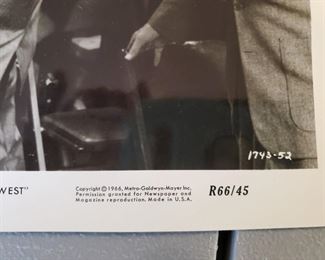 1743-52
WEST"
Copyright © 1966, Metro-Goldwyn-Mayer Inc.
Permission granted for Newspaper and
Magazine reproduction. Made in U.S.A.
R66/45